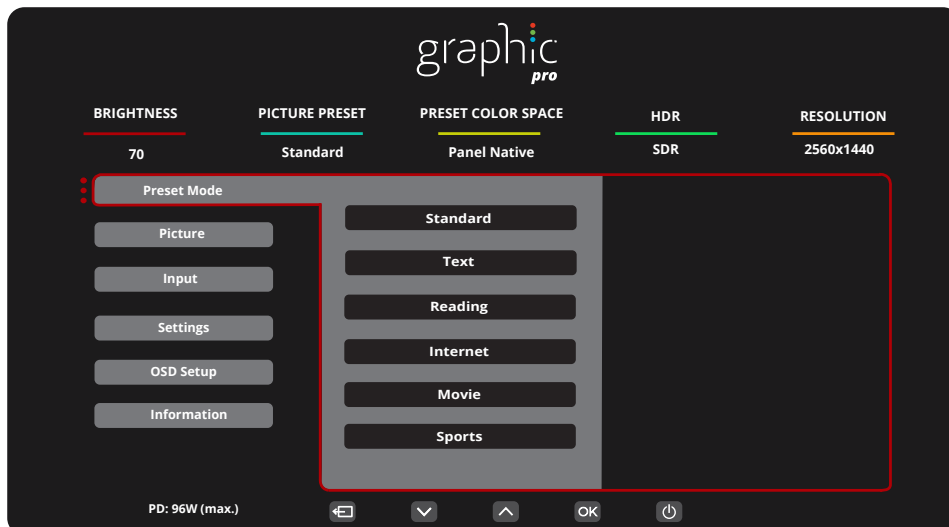 graphic
pro
BRIGHTNESS PICTURE PRESET PRESET COLOR SPACE HDR RESOLUTION
70 Standard Panel Native SDR 2560x1440
Preset Mode
Standard
Picture
Text
Input
Reading
Settings
Internet
OSD Setup
Movie
Information
Sports
PD: 96W (max.)
OK